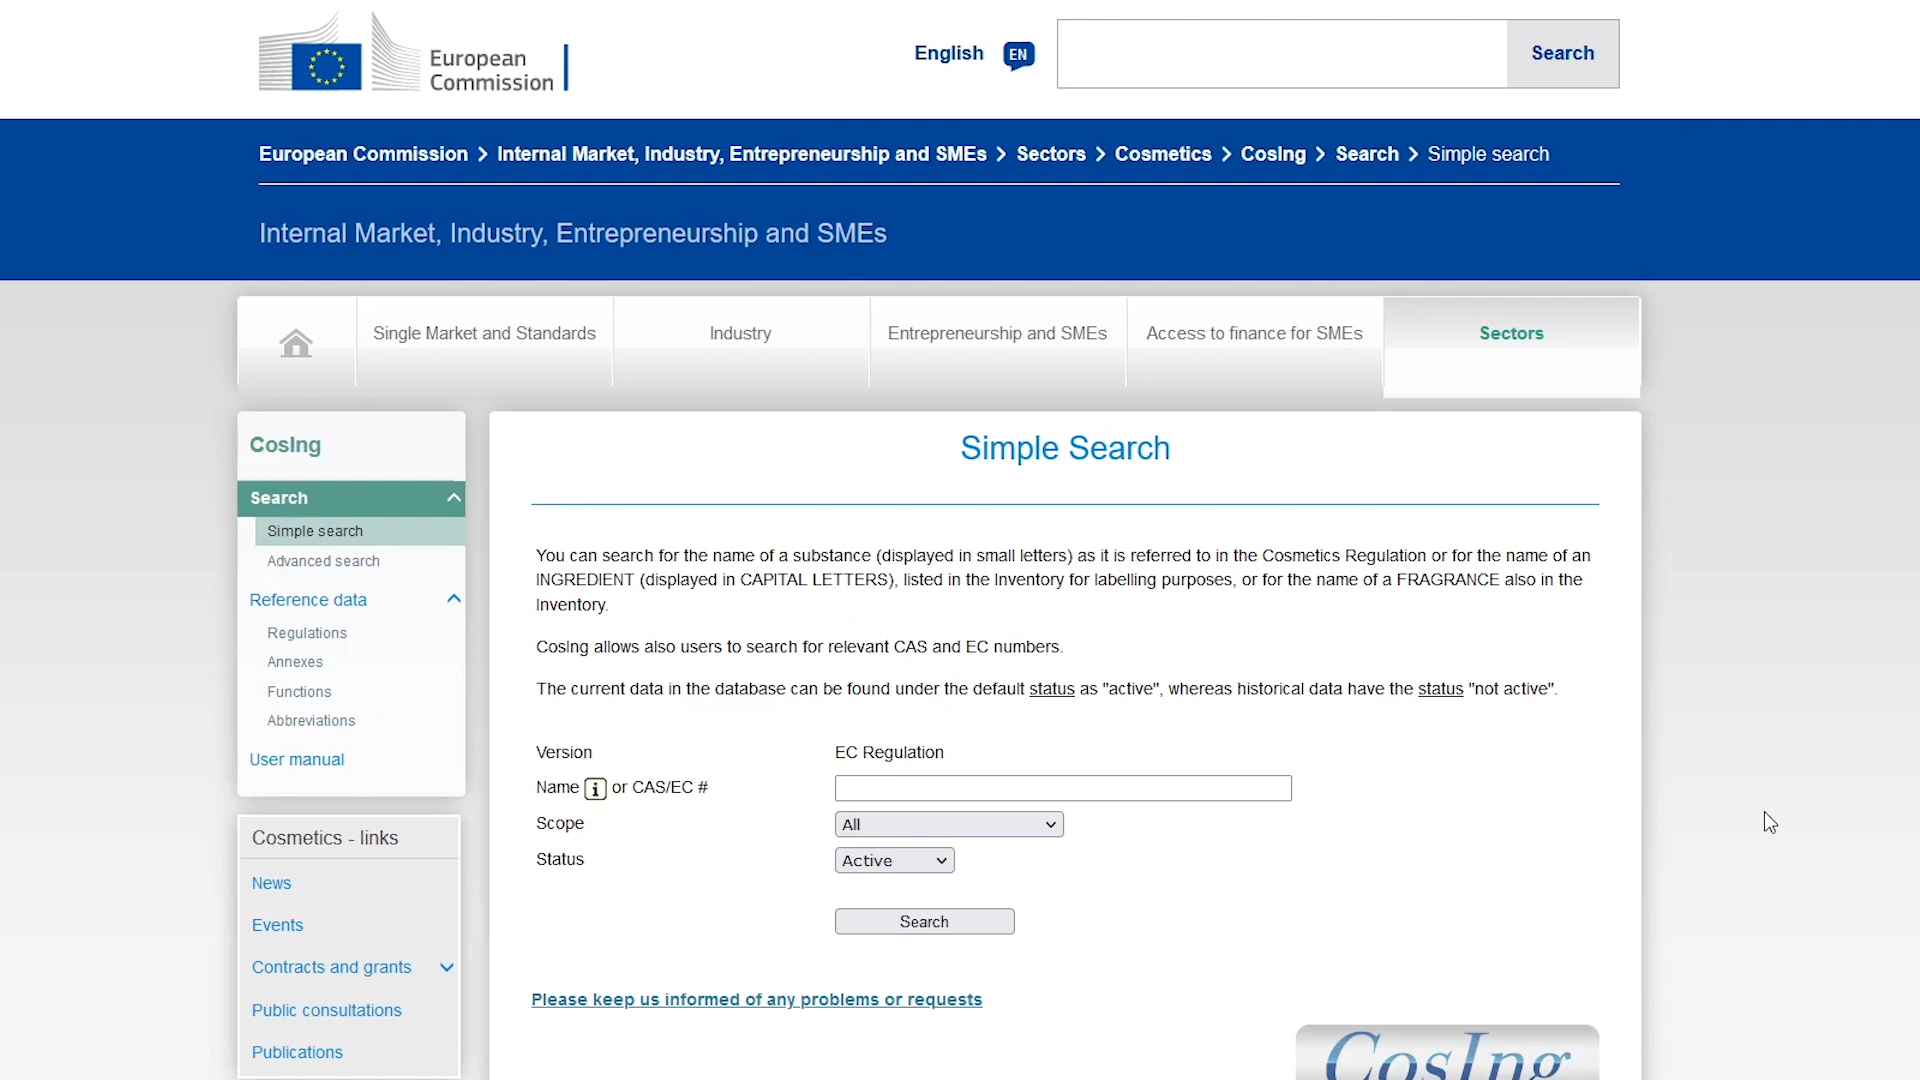 European
Commission
English EN
Search
European Commission > Internal Market, Industry, Entrepreneurship and SMEs > Sectors > Cosmetics > CosIng > Search > Simple search
Internal Market, Industry, Entrepreneurship and SMEs
Single Market and Standards
Industry
Entrepreneurship and SMEs
Access to finance for SMEs
Sectors
CosIng
Search
Simple search
Advanced search
Reference data
Regulations
Annexes
Functions
Abbreviations
User manual
Cosmetics - links
News
Events
Contracts and grants
Public consultations
Publications
Simple Search
You can search for the name of a substance (displayed in small letters) as it is referred to in the Cosmetics Regulation or for the name of an
INGREDIENT (displayed in CAPITAL LETTERS), listed in the Inventory for labelling purposes, or for the name of a FRAGRANCE also in the
Inventory.
CosIng allows also users to search for relevant CAS and EC numbers.
The current data in the database can be found under the default status as "active", whereas historical data have the status "not active".
Version EC Regulation
Name i or CAS/EC #
Scope All
Status Active
Search
Please keep us informed of any problems or requests
CosIng